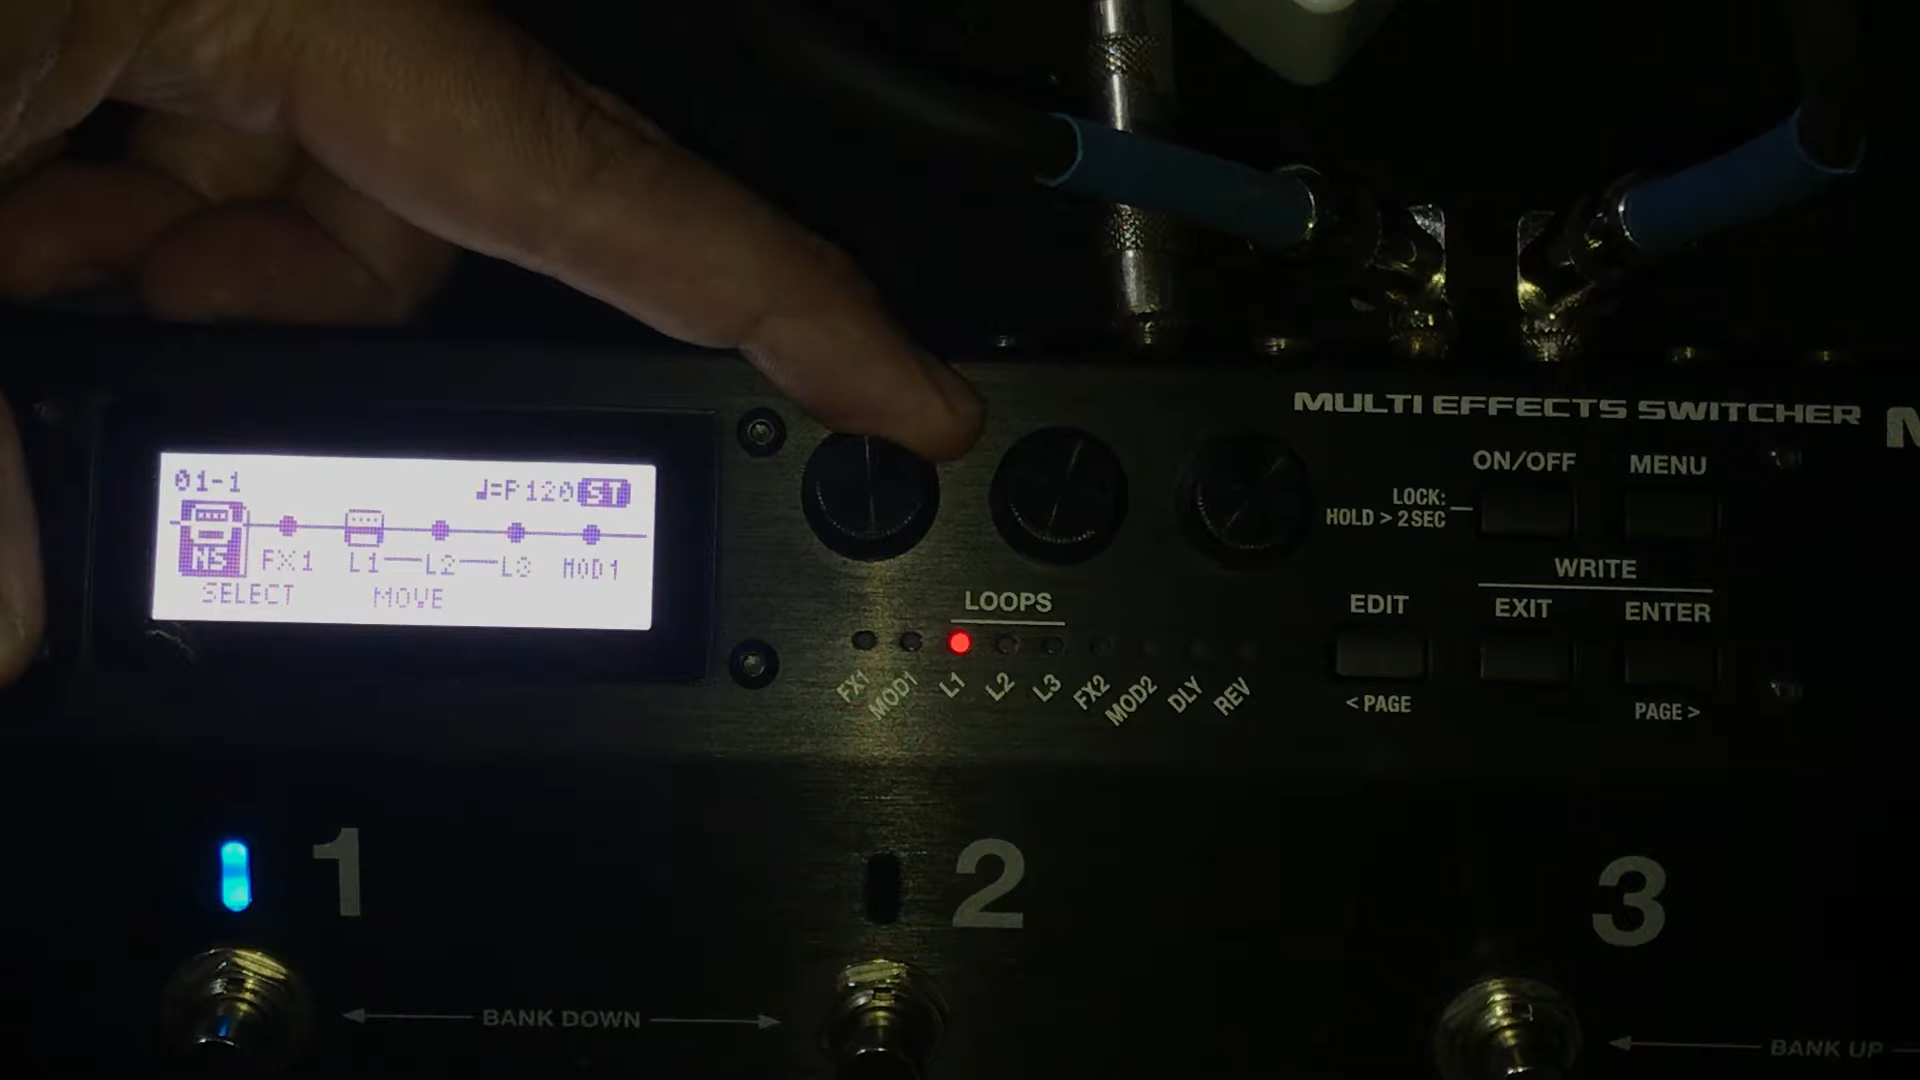 MULTI EFFECTS SWITCHER
01-1
♩=P120 ST
NS FX1 L1 L2 L3 MOD1
SELECT MOVE
ON/OFF MENU
LOCK:
HOLD > 2SEC
WRITE
EDIT EXIT ENTER
< PAGE PAGE >
LOOPS
FX1 MOD1 L1 L2 L3 FX2 MOD2 DLY REV
1 2 3
BANK DOWN BANK UP